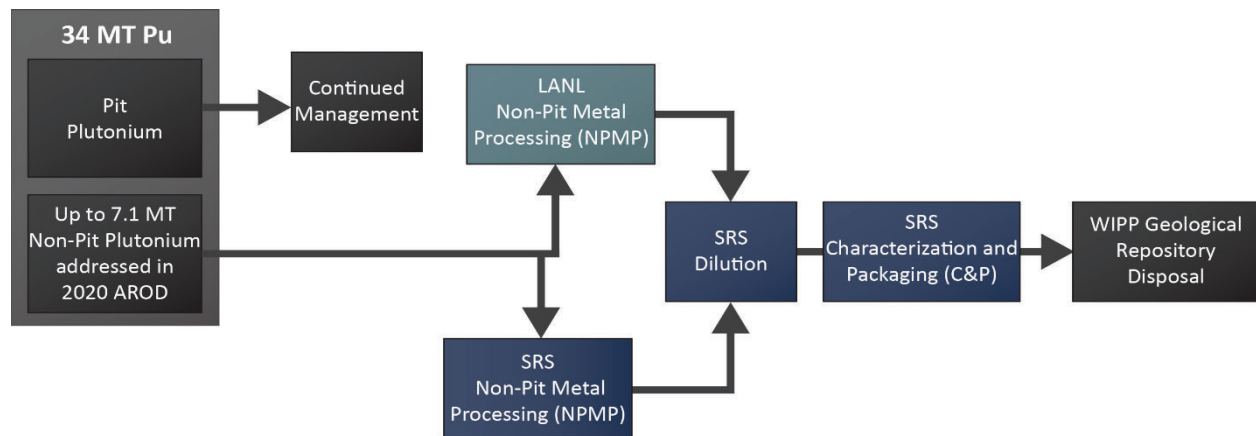 34 MT Pu
Pit
Plutonium
Continued
Management
Up to 7.1 MT
Non-Pit Plutonium
addressed in
2020 AROD
LANL
Non-Pit Metal
Processing (NPMP)
SRS
Non-Pit Metal
Processing (NPMP)
SRS
Dilution
SRS
Characterization and
Packaging (C&P)
WIPP Geological
Repository
Disposal